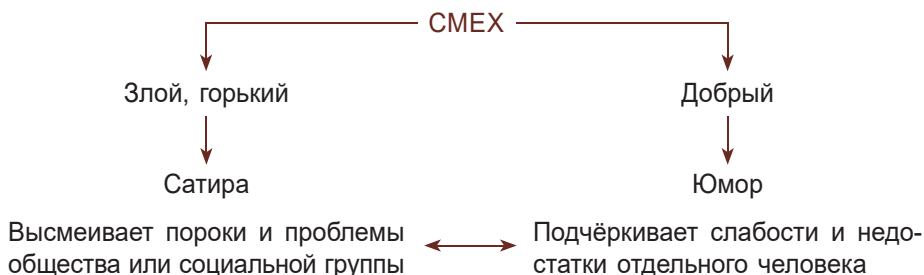 СМЕХ
Злой, горький
Добрый
Сатира
Юмор
Высмеивает пороки и проблемы
общества или социальной группы
Подчёркивает слабости и недо-
статки отдельного человека